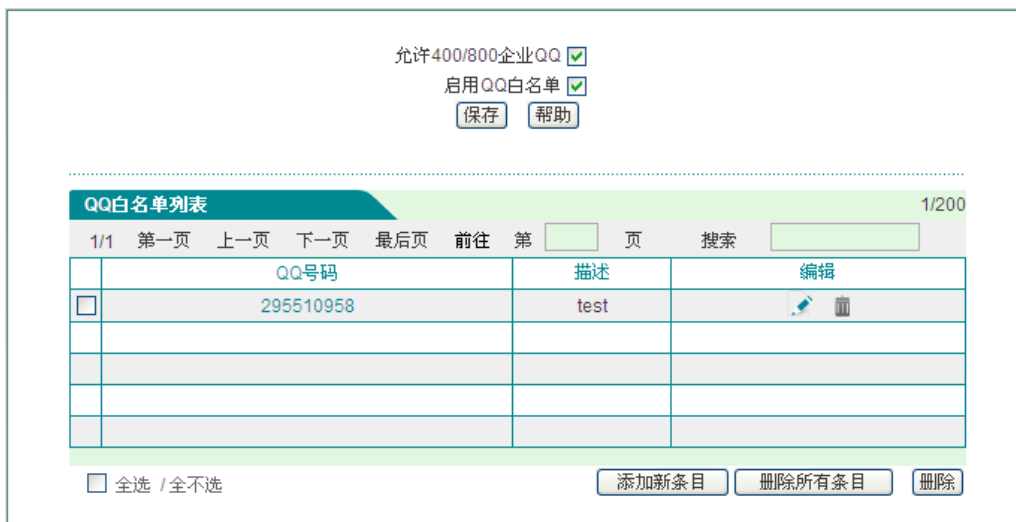 允许400/800企业QQ
启用QQ白名单
保存 帮助
QQ白名单列表 1/200
1/1 第一页 上一页 下一页 最后页 前往 第 页 搜索
QQ号码 描述 编辑
295510958 test
全选 /全不选 添加新条目 删除所有条目 删除